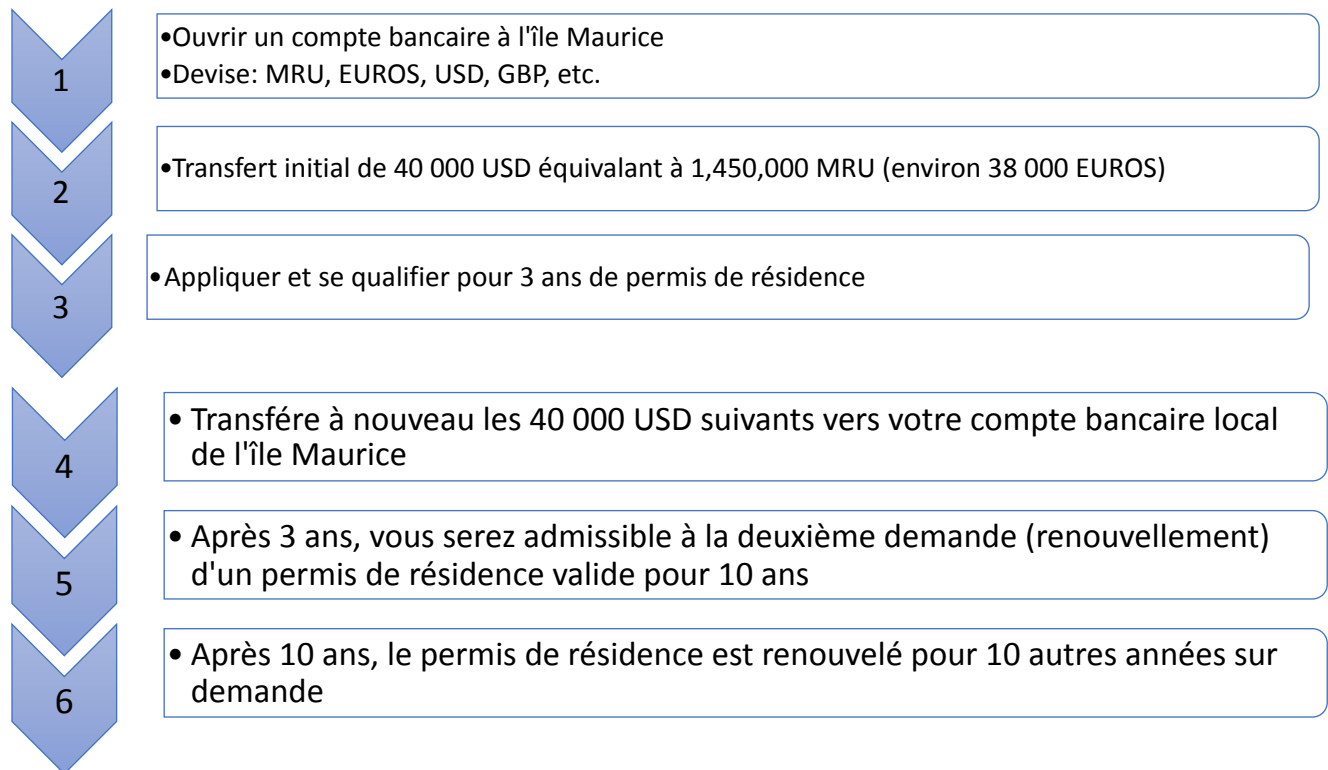 1
•Ouvrir un compte bancaire à l'île Maurice
•Devise: MRU, EUROS, USD, GBP, etc.
2
•Transfert initial de 40 000 USD équivalant à 1,450,000 MRU (environ 38 000 EUROS)
3
•Appliquer et se qualifier pour 3 ans de permis de résidence
4
• Transfére à nouveau les 40 000 USD suivants vers votre compte bancaire local
de l'île Maurice
5
• Après 3 ans, vous serez admissible à la deuxième demande (renouvellement)
d'un permis de résidence valide pour 10 ans
6
• Après 10 ans, le permis de résidence est renouvelé pour 10 autres années sur
demande